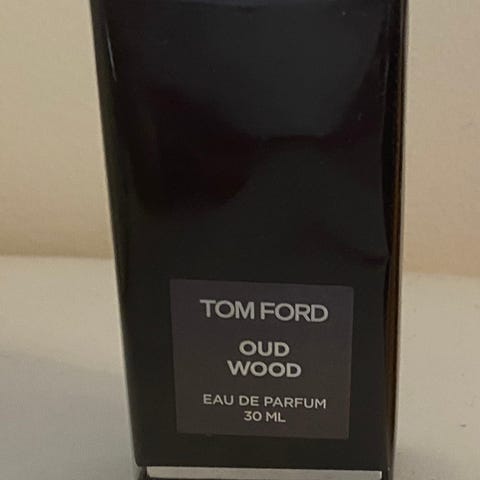 TOM FORD
OUD
WOOD
EAU DE PARFUM
30 ML